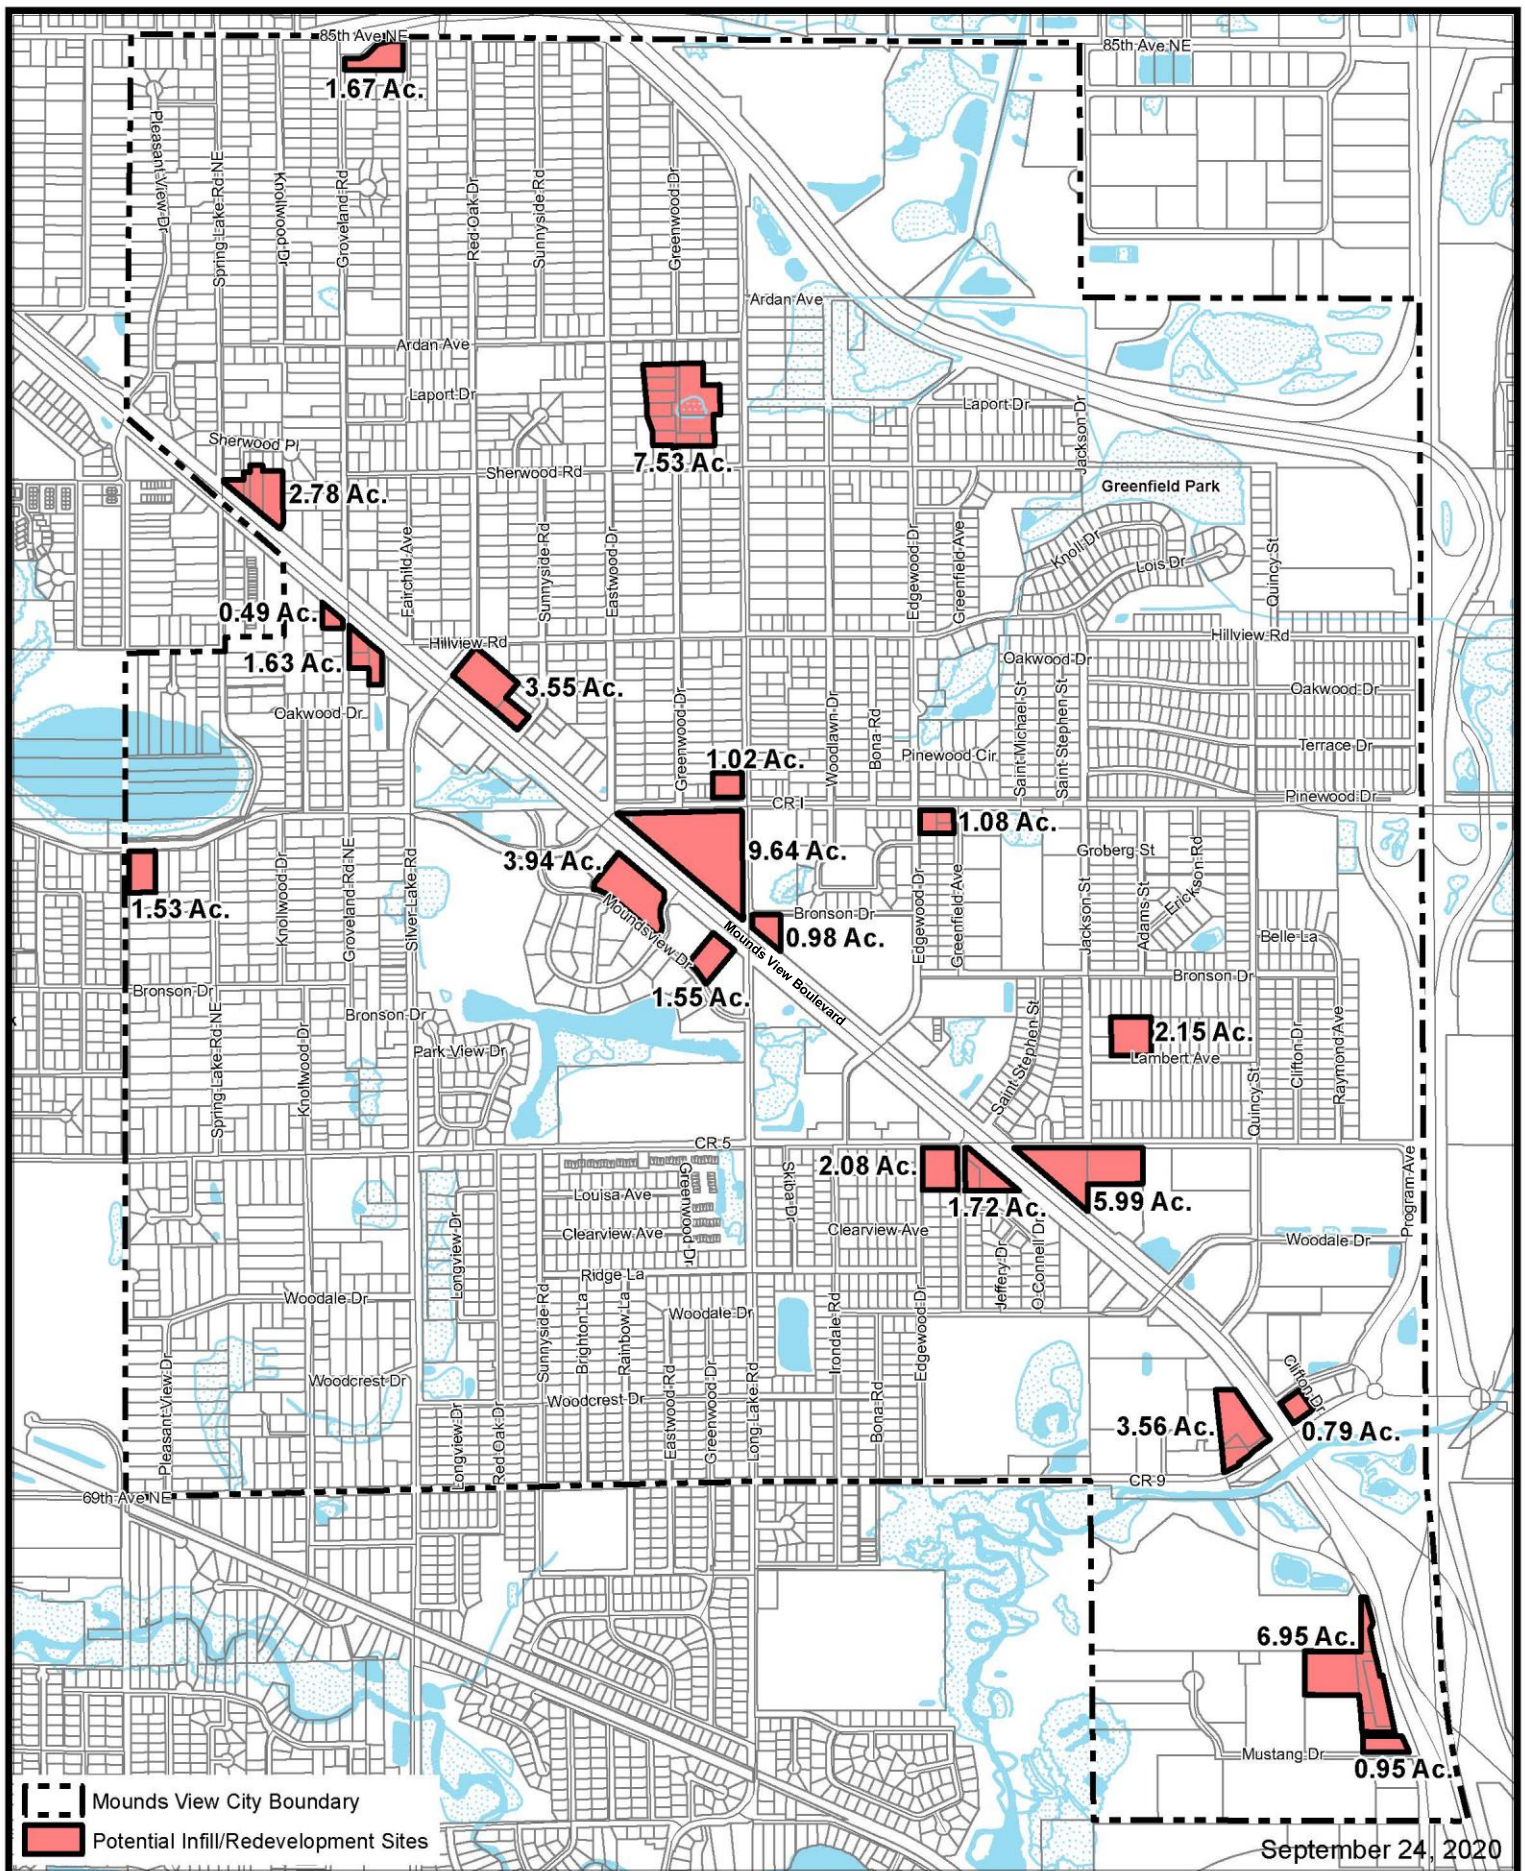 85th Ave NE
85th Ave NE
1.67 Ac.
Pleasant View Dr
Spring Lake Rd NE
Knollwood Dr
Groveland Rd
Red Oak Dr
Sunnyside Rd
Greenwood Dr
Ardan Ave
Ardan Ave
Laport Dr
Laport Dr
Jackson Dr
Sherwood Pl
Sherwood Rd
7.53 Ac.
2.78 Ac.
Greenfield Park
Fairchild Ave
Sunnyside Rd
Eastwood Dr
Edgewood Dr
Greenfield Ave
Knoll Dr
Lois Dr
Quincy St
0.49 Ac.
1.63 Ac.
Hillview Rd
Hillview Rd
3.55 Ac.
Oakwood Dr
Oakwood Dr
Oakwood Dr
Greenwood Dr
Woodlawn Dr
Bona Rd
Saint Michael St
Saint Stephen St
Pinewood Cir
Terrace Dr
1.02 Ac.
CR I
Pinewood Dr
1.08 Ac.
9.64 Ac.
3.94 Ac.
Groberg St
Erickson Rd
Adams St
Jackson St
1.53 Ac.
Knollwood Dr
Groveland Rd NE
Silver Lake Rd
Moundsview Dr
Mounds View Boulevard
Bronson Dr
0.98 Ac.
Edgewood Dr
Greenfield Ave
Belle La
Bronson Dr
1.55 Ac.
Bronson Dr
Bronson Dr
Spring Lake Rd NE
Knollwood Dr
Park View Dr
Saint Stephen St
2.15 Ac.
Lambert Ave
Quincy St
Clifton Dr
Raymond Ave
CR 5
Louisa Ave
Greenwood Dr
Clearview Ave
Skiba Dr
2.08 Ac.
1.72 Ac.
5.99 Ac.
Clearview Ave
Program Ave
Woodale Dr
Longview Dr
Ridge La
Jeffery Dr
O Connell Dr
Woodale Dr
Woodale Dr
Sunnyside Rd
Brighton La
Rainbow La
Irondale Rd
Edgewood Dr
Pleasant View Dr
Woodcrest Dr
Woodcrest Dr
Longview Dr
Red Oak Dr
Eastwood Rd
Greenwood Dr
Long Lake Rd
Bona Rd
Clifton Dr
3.56 Ac.
0.79 Ac.
CR 9
69th Ave NE
6.95 Ac.
Mustang Dr
0.95 Ac.
Mounds View City Boundary
Potential Infill/Redevelopment Sites
September 24, 2020